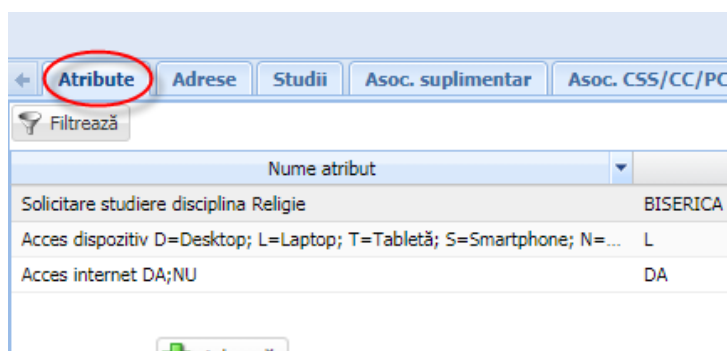 Atribute Adrese Studii Asoc. suplimentar Asoc. CSS/CC/PC
Filtrează
Nume atribut
Solicitare studiere disciplina Religie BISERICA
Acces dispozitiv D=Desktop; L=Laptop; T=Tabletă; S=Smartphone; N=... L
Acces internet DA;NU DA